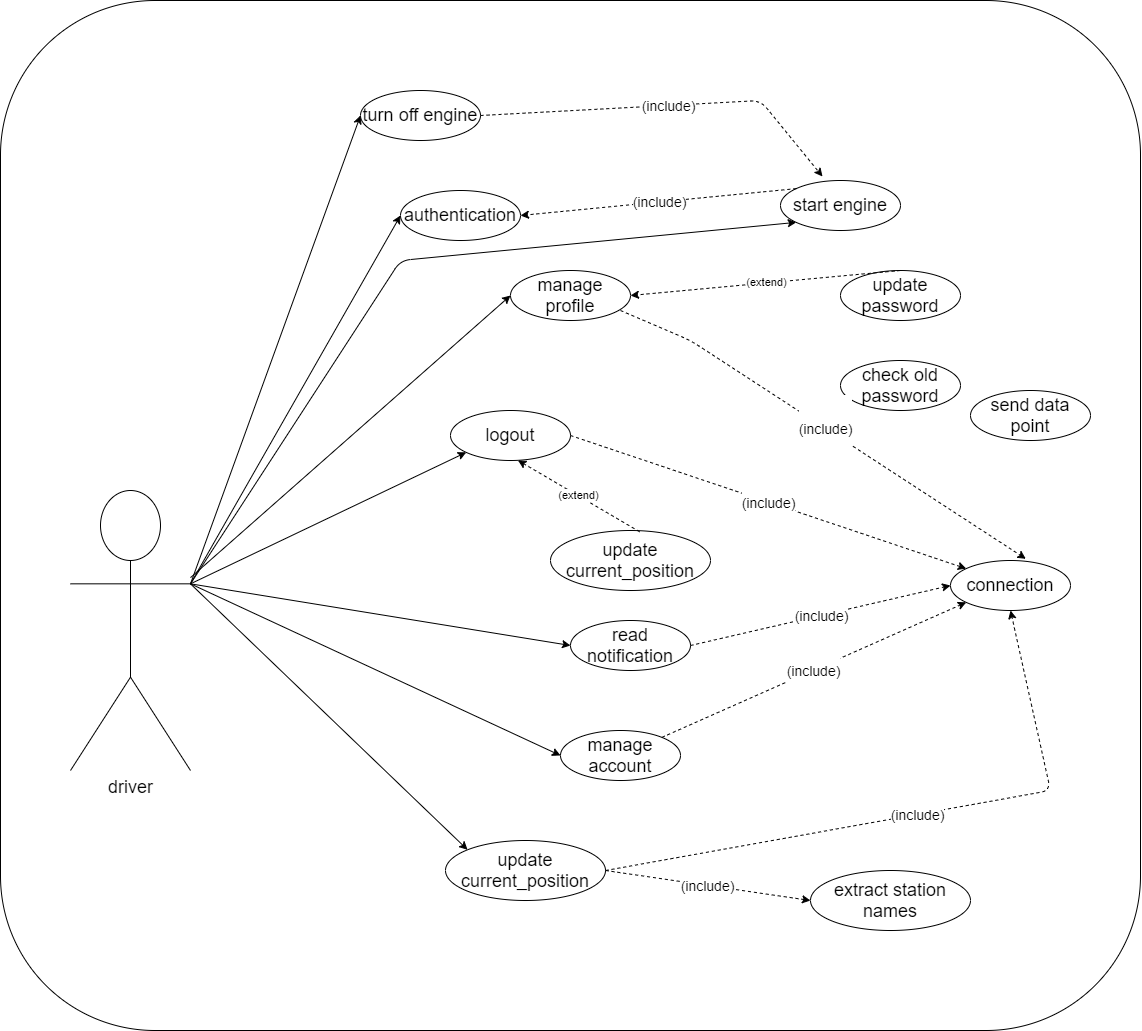 turn off engine
(include)
authentication
(include)
start engine
manage
profile
(extend)
update
password
check old
password
send data
point
(include)
logout
(include)
(extend)
update
current_position
connection
read
notification
(include)
(include)
manage
account
driver
(include)
update
current_position
(include)
extract station
names